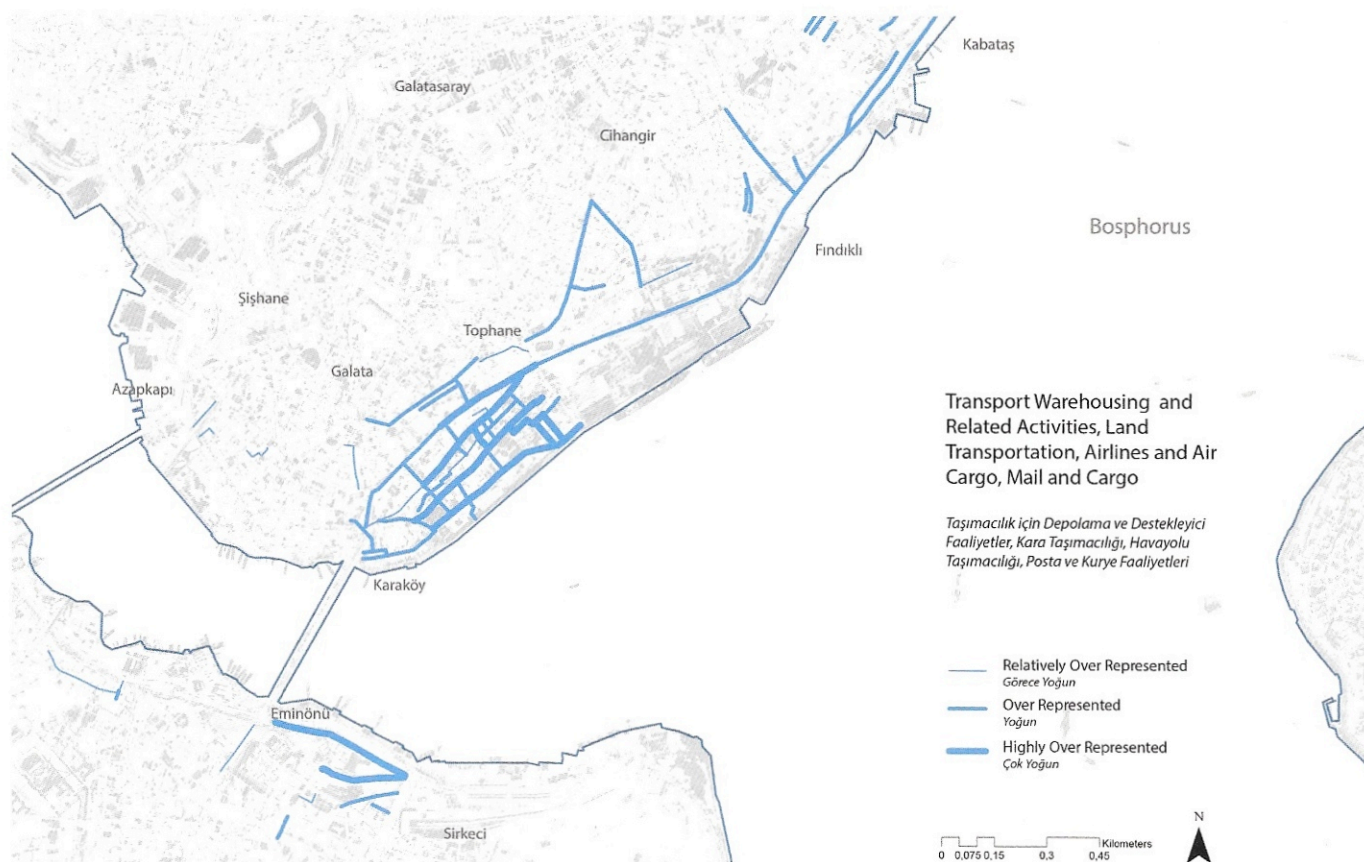 Kabataş
Galatasaray
Cihangir
Bosphorus
Fındıklı
Şişhane
Tophane
Galata
Azapkapı
Transport Warehousing and
Related Activities, Land
Transportation, Airlines and Air
Cargo, Mail and Cargo
Taşımacılık için Depolama ve Destekleyici
Faaliyetler, Kara Taşımacılığı, Havayolu
Taşımacılığı, Posta ve Kurye Faaliyetleri
Karaköy
Relatively Over Represented
Görece Yoğun
Over Represented
Yoğun
Highly Over Represented
Çok Yoğun
Eminönü
Sirkeci
N
Kilometers
0 0,075 0,15 0,3 0,45